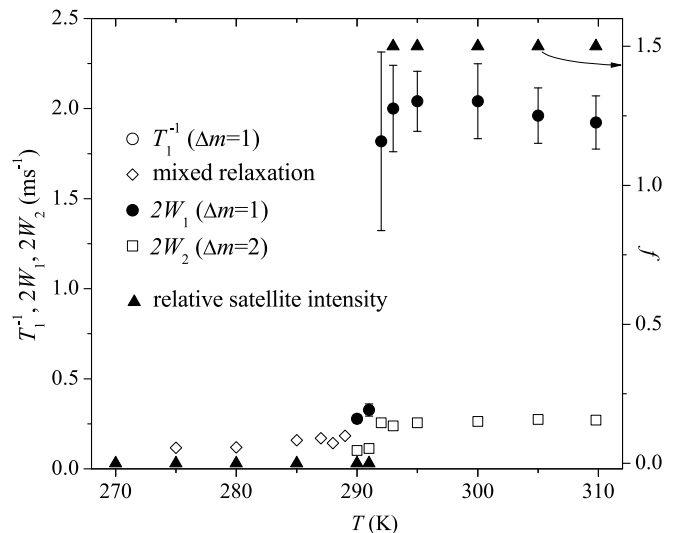 2.5
2.0
1.5
1.0
0.5
0.0
T₁⁻¹, 2W₁, 2W₂ (ms⁻¹)
T₁⁻¹ (Δm=1)
mixed relaxation
2W₁ (Δm=1)
2W₂ (Δm=2)
relative satellite intensity
1.5
1.0
0.5
0.0
f
270 280 290 300 310
T (K)